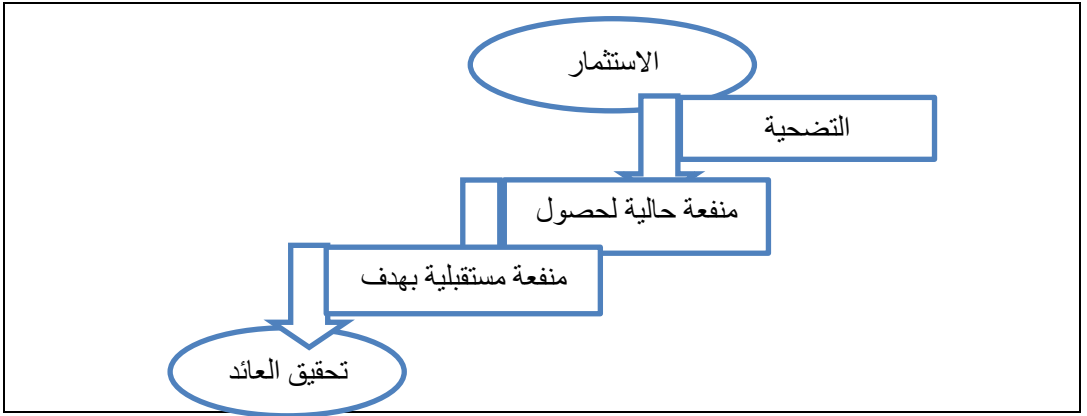 الاستثمار
التضحية
منفعة حالية لحصول
منفعة مستقبلية بهدف
تحقيق العائد